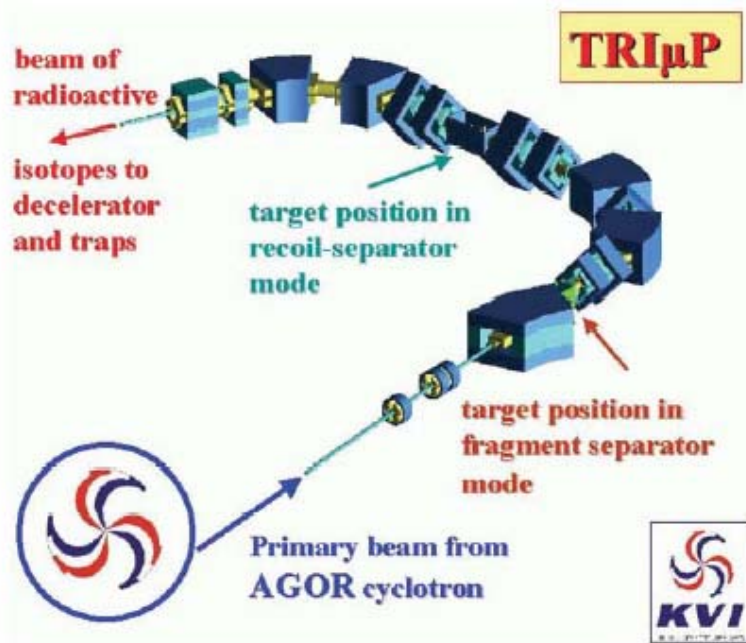 beam of
radioactive
isotopes to
decelerator
and traps
TRIμP
target position in
recoil-separator
mode
target position in
fragment separator
mode
Primary beam from
AGOR cyclotron
KVI